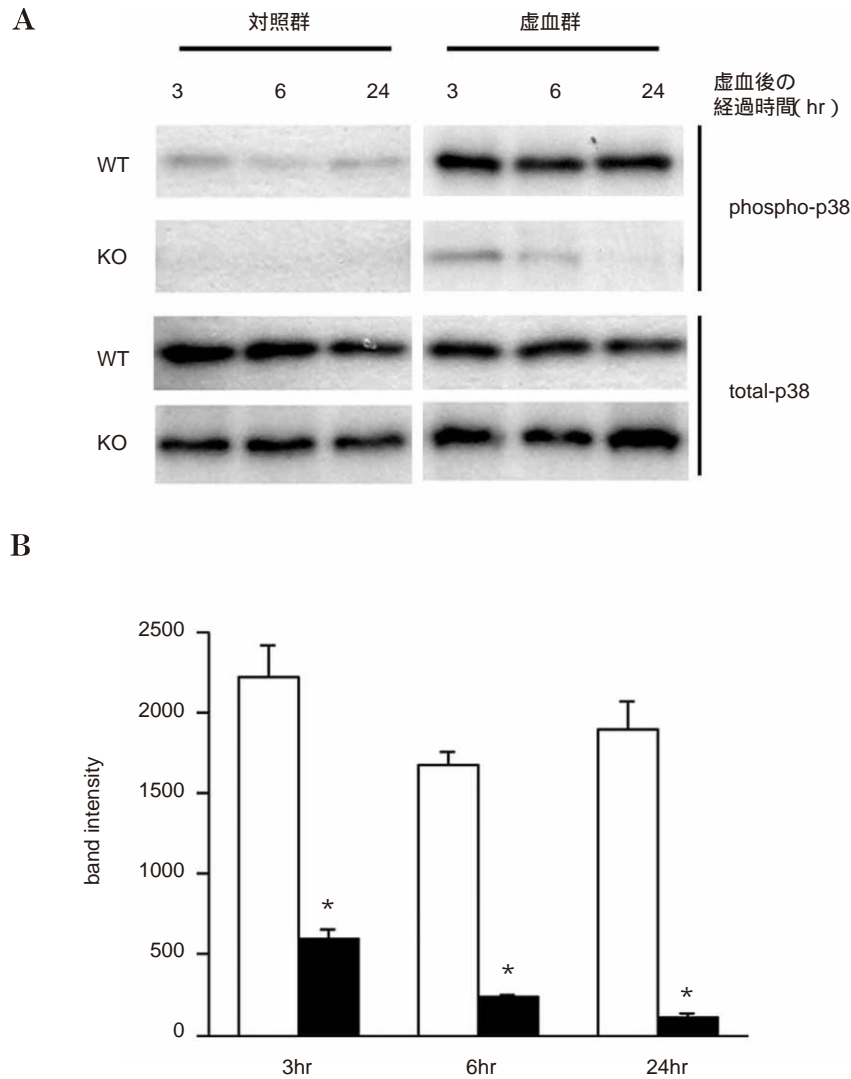 A
対照群 虚血群
3 6 24 3 6 24
虚血後の
経過時間(hr)
WT
phospho-p38
KO
WT
total-p38
KO
B
2500
2000
1500
1000
500
0
band intensity
*
*
*
3hr 6hr 24hr